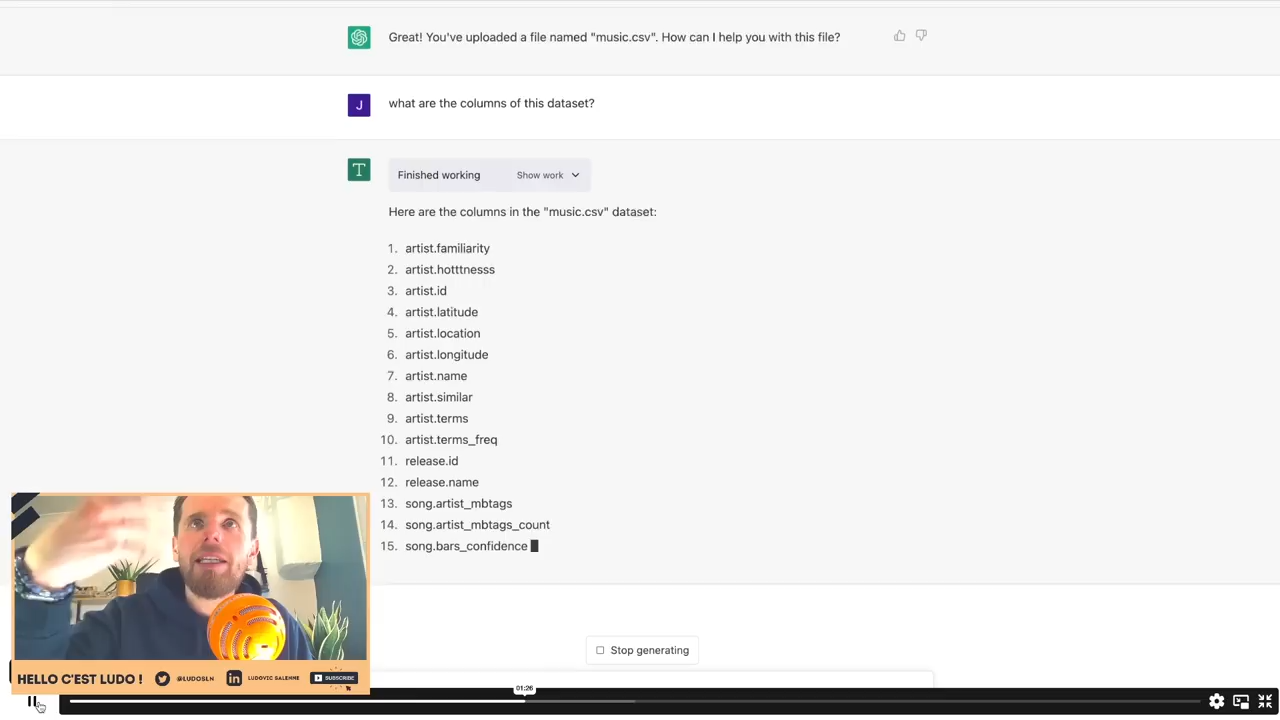 Great! You've uploaded a file named "music.csv". How can I help you with this file?
J
what are the columns of this dataset?
T
Finished working Show work
Here are the columns in the "music.csv" dataset:
1. artist.familiarity
2. artist.hotttnesss
3. artist.id
4. artist.latitude
5. artist.location
6. artist.longitude
7. artist.name
8. artist.similar
9. artist.terms
10. artist.terms_freq
11. release.id
12. release.name
13. song.artist_mbtags
14. song.artist_mbtags_count
15. song.bars_confidence
Stop generating
HELLO C'EST LUDO ! @LUDOSLN in LUDOVIC SALENNE SUBSCRIBE
01:26